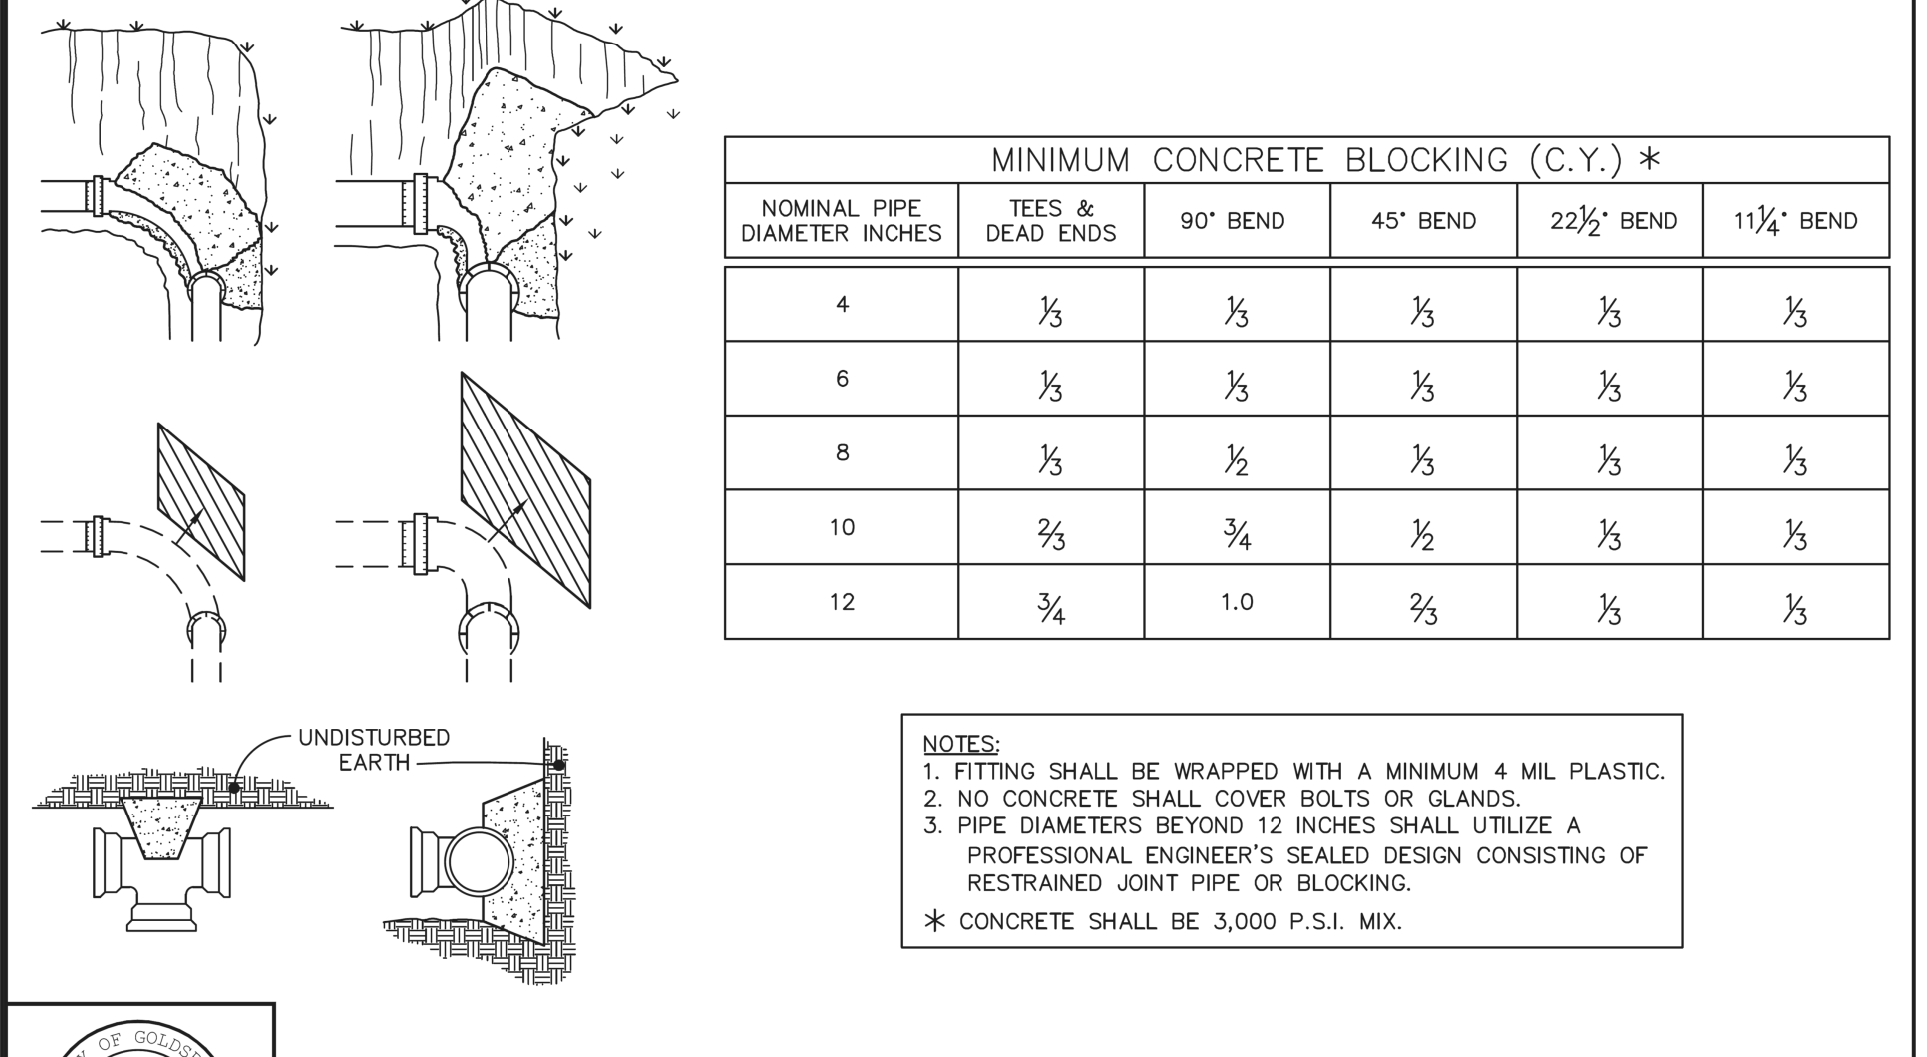 MINIMUM CONCRETE BLOCKING (C.Y.) *
NOMINAL PIPE DIAMETER INCHES TEES & DEAD ENDS 90° BEND 45° BEND 22½° BEND 11¼° BEND
4 ⅓ ⅓ ⅓ ⅓ ⅓
6 ⅓ ⅓ ⅓ ⅓ ⅓
8 ⅓ ½ ⅓ ⅓ ⅓
10 ⅔ ¾ ½ ⅓ ⅓
12 ¾ 1.0 ⅔ ⅓ ⅓
UNDISTURBED
EARTH
NOTES:
1. FITTING SHALL BE WRAPPED WITH A MINIMUM 4 MIL PLASTIC.
2. NO CONCRETE SHALL COVER BOLTS OR GLANDS.
3. PIPE DIAMETERS BEYOND 12 INCHES SHALL UTILIZE A
PROFESSIONAL ENGINEER'S SEALED DESIGN CONSISTING OF
RESTRAINED JOINT PIPE OR BLOCKING.
* CONCRETE SHALL BE 3,000 P.S.I. MIX.
OF